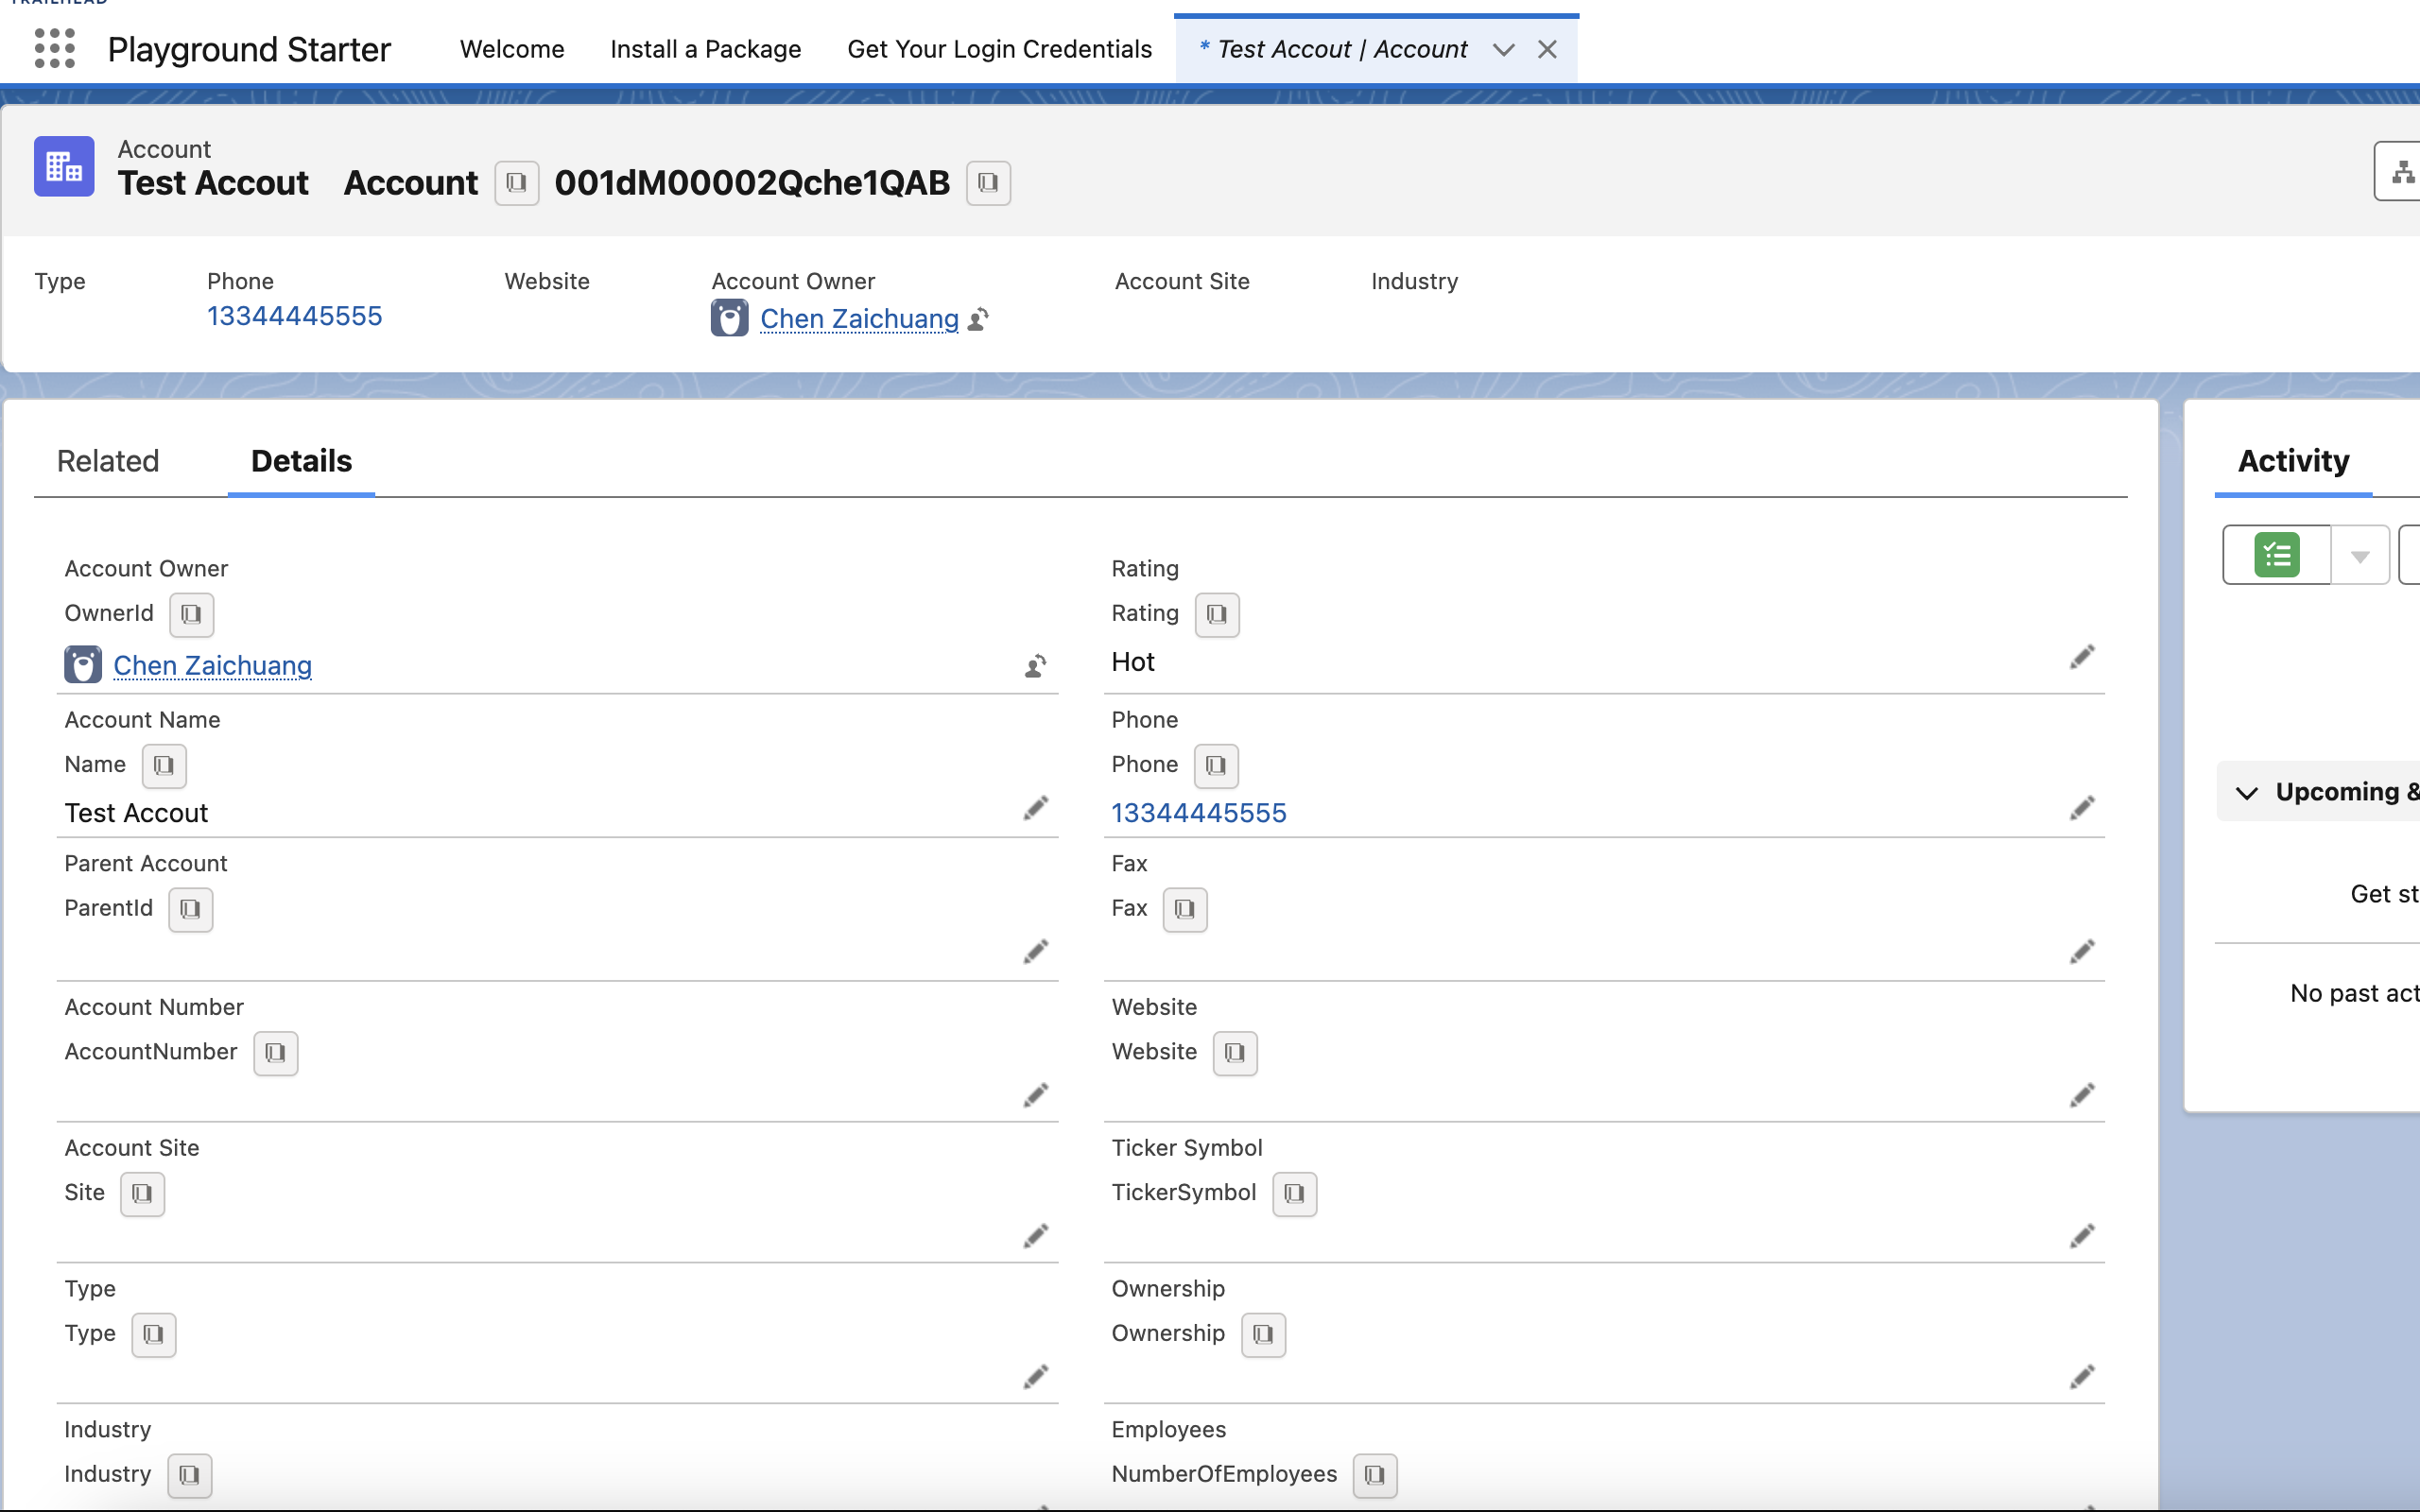 TRAILHEAD
Playground Starter Welcome Install a Package Get Your Login Credentials * Test Accout | Account
Account
Test Accout Account 001dM00002Qche1QAB
Type Phone Website Account Owner Account Site Industry
13344445555 Chen Zaichuang
Related Details
Activity
Account Owner
OwnerId
Chen Zaichuang
Rating
Rating
Hot
Account Name
Name
Test Accout
Phone
Phone
13344445555
Parent Account
ParentId
Fax
Fax
Account Number
AccountNumber
Website
Website
Account Site
Site
Ticker Symbol
TickerSymbol
Type
Type
Ownership
Ownership
Industry
Industry
Employees
NumberOfEmployees
Upcoming &
Get st
No past act